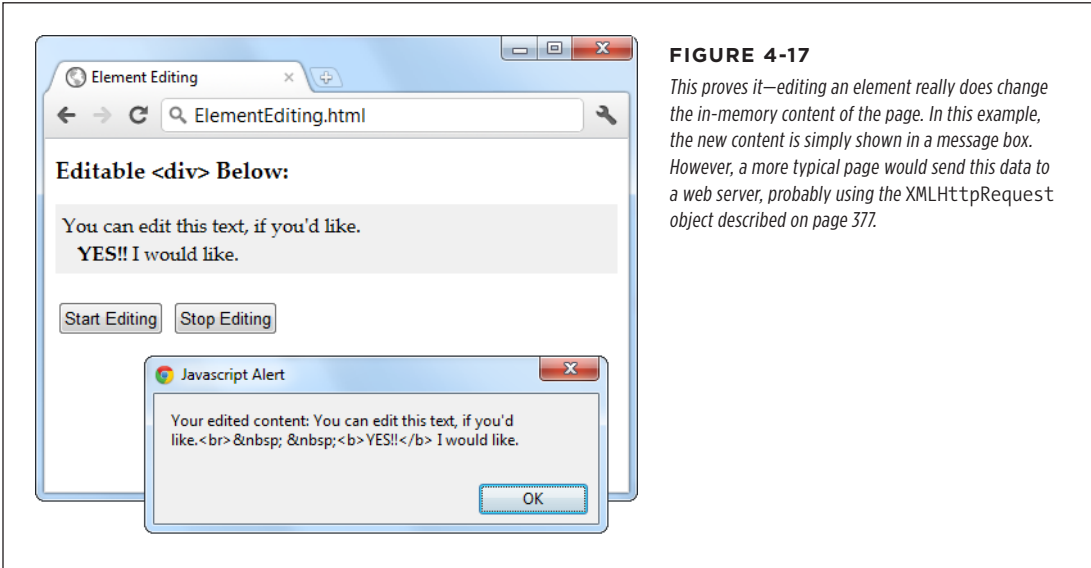 Element Editing
ElementEditing.html
Editable <div> Below:
You can edit this text, if you'd like.
YES!! I would like.
Start Editing
Stop Editing
Javascript Alert
Your edited content: You can edit this text, if you'd
like.<br>&nbsp; &nbsp;<b>YES!!</b> I would like.
OK
FIGURE 4-17
This proves it—editing an element really does change
the in-memory content of the page. In this example,
the new content is simply shown in a message box.
However, a more typical page would send this data to
a web server, probably using the XMLHttpRequest
object described on page 377.